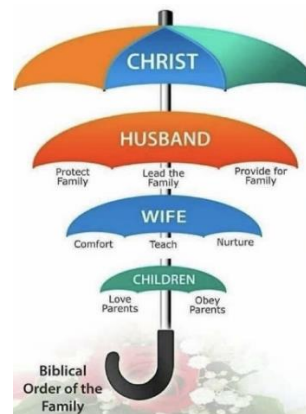 CHRIST
HUSBAND
Protect Family
Lead the Family
Provide for Family
WIFE
Comfort Teach Nurture
CHILDREN
Love Parents
Obey Parents
Biblical
Order of the
Family